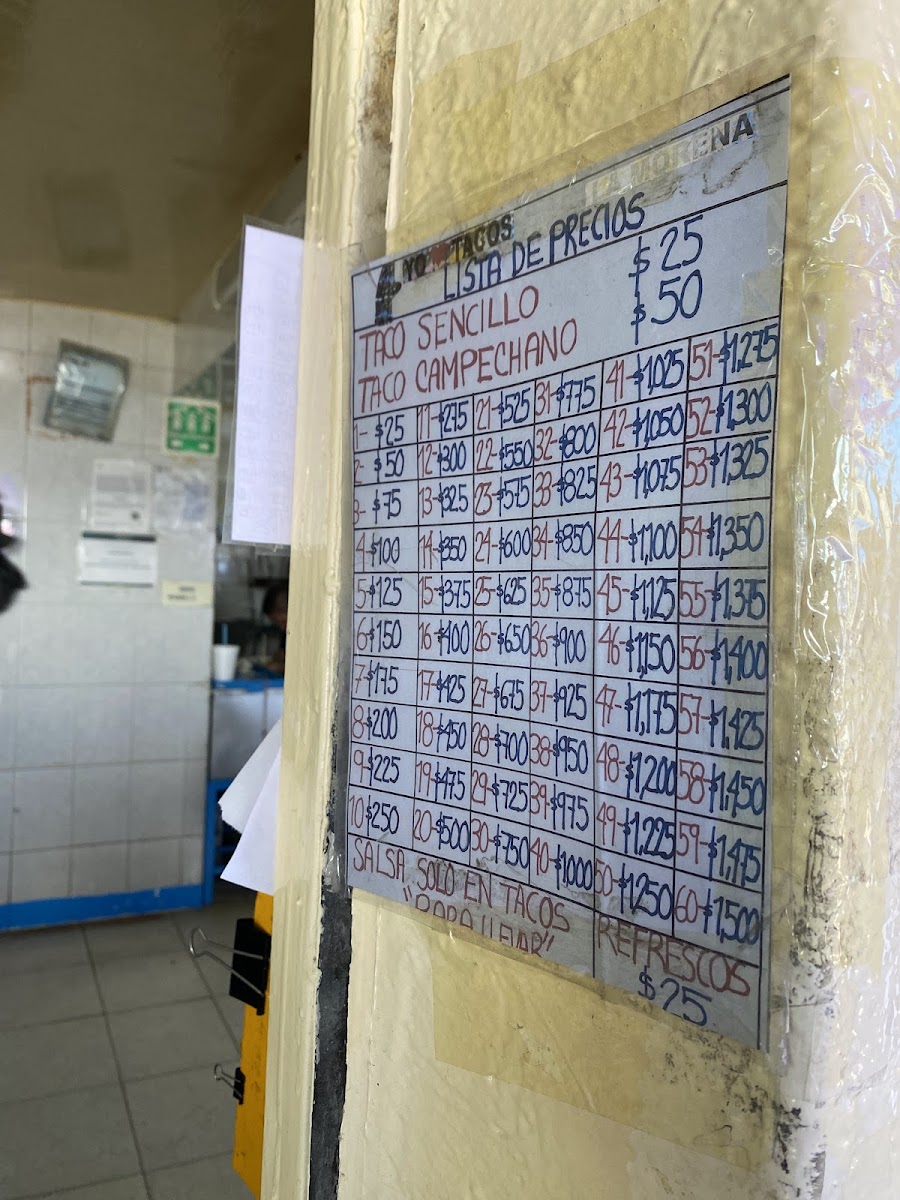 LA MORENA
YO TACOS
LISTA DE PRECIOS
TACO SENCILLO $25
TACO CAMPECHANO $50
1- $25 11-$275 21-$525 31-$775 41-$1,025 51-$1,275
2- $50 12-$300 22-$550 32-$800 42-$1,050 52-$1,300
3- $75 13-$325 23-$575 33-$825 43-$1,075 53-$1,325
4-$100 14-$350 24-$600 34-$850 44-$1,100 54-$1,350
5-$125 15-$375 25-$625 35-$875 45-$1,125 55-$1,375
6-$150 16-$400 26-$650 36-$900 46-$1,150 56-$1,400
7-$175 17-$425 27-$675 37-$925 47-$1,175 57-$1,425
8-$200 18-$450 28-$700 38-$950 48-$1,200 58-$1,450
9-$225 19-$475 29-$725 39-$975 49-$1,225 59-$1,475
10-$250 20-$500 30-$750 40-$1,000 50-$1,250 60-$1,500
SALSA SOLO EN TACOS
"PARA LLEVAR"
REFRESCOS
$25